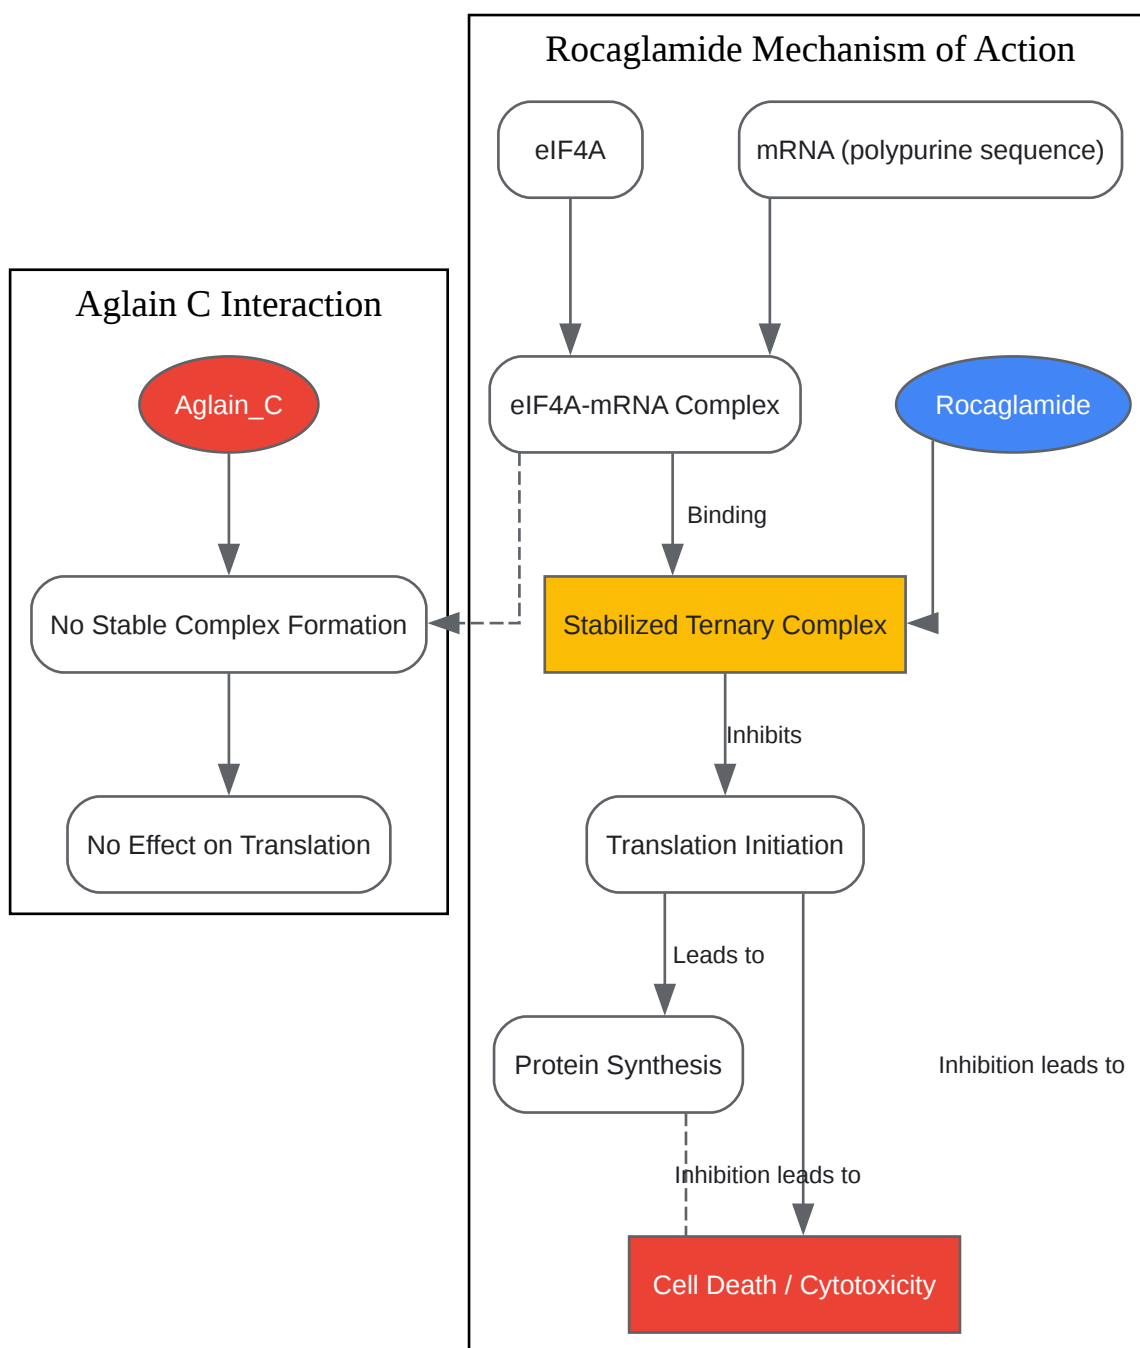 Rocaglamide Mechanism of Action
eIF4A
mRNA (polypurine sequence)
Aglain C Interaction
Aglain_C
eIF4A-mRNA Complex
Rocaglamide
Binding
No Stable Complex Formation
Stabilized Ternary Complex
Inhibits
No Effect on Translation
Translation Initiation
Leads to
Protein Synthesis
Inhibition leads to
Inhibition leads to
Cell Death / Cytotoxicity